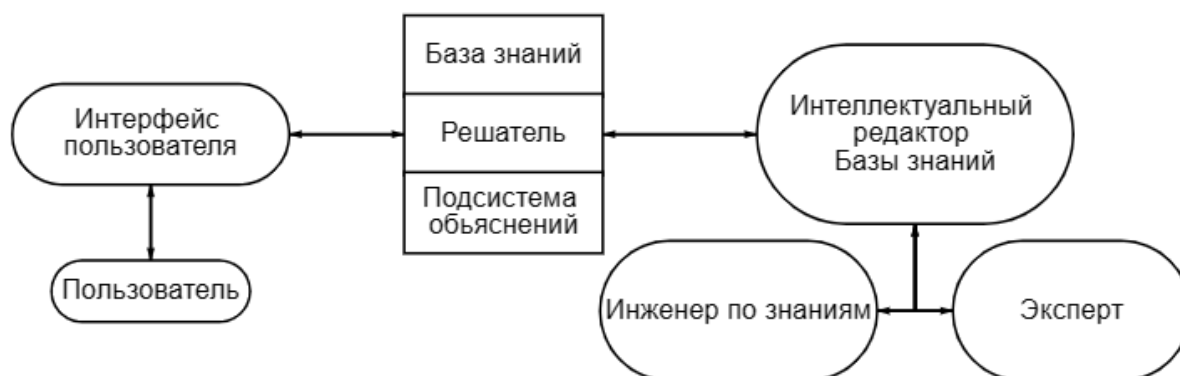 База знаний
Интерфейс
пользователя
Решатель
Интеллектуальный
редактор
Базы знаний
Подсистема
обьяснений
Пользователь
Инженер по знаниям
Эксперт